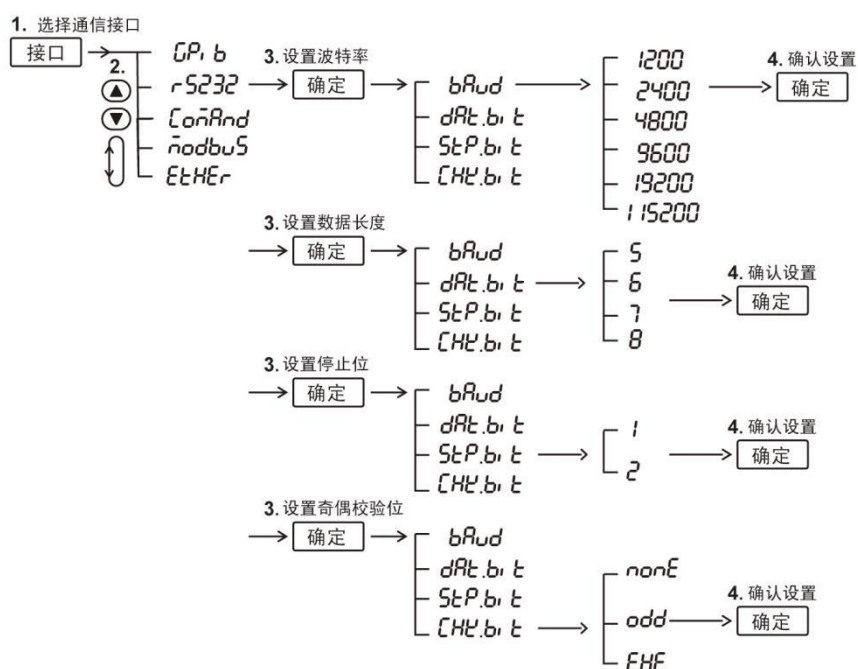 1. 选择通信接口
接口
2.
GPib
rS232
ComAnd
modbuS
EtHEr
3. 设置波特率
确定
bAud
dAt.bit
StP.bit
CHK.bit
1200
2400
4800
9600
19200
115200
4. 确认设置
确定
3. 设置数据长度
确定
bAud
dAt.bit
StP.bit
CHK.bit
5
6
7
8
4. 确认设置
确定
3. 设置停止位
确定
bAud
dAt.bit
StP.bit
CHK.bit
1
2
4. 确认设置
确定
3. 设置奇偶校验位
确定
bAud
dAt.bit
StP.bit
CHK.bit
nonE
odd
EHE
4. 确认设置
确定